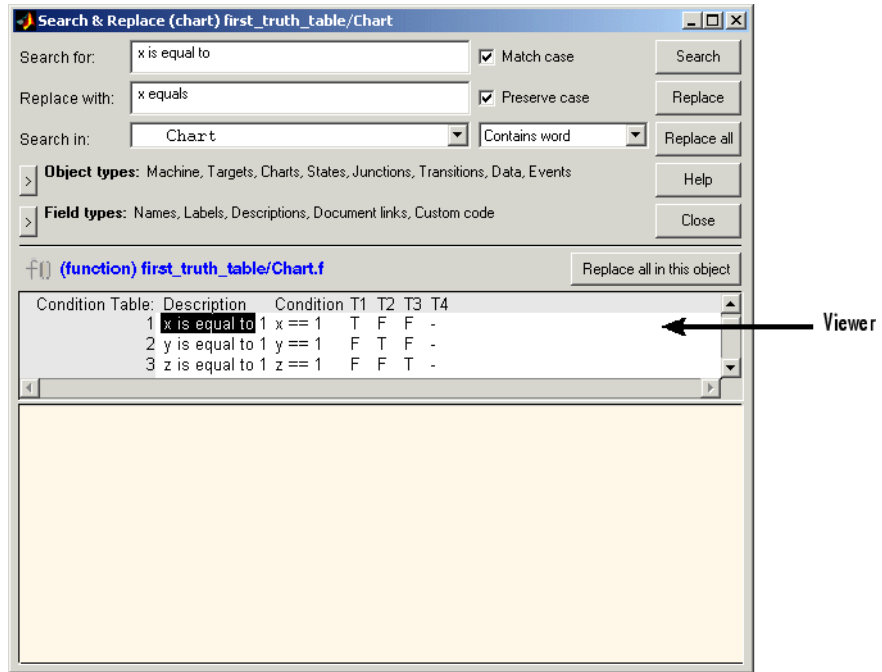 Search & Replace (chart) first_truth_table/Chart
Search for: x is equal to Match case Search
Replace with: x equals Preserve case Replace
Search in: Chart Contains word Replace all
> Object types: Machine, Targets, Charts, States, Junctions, Transitions, Data, Events Help
> Field types: Names, Labels, Descriptions, Document links, Custom code Close
f() (function) first_truth_table/Chart.f Replace all in this object
Condition Table: Description Condition T1 T2 T3 T4
1 x is equal to 1 x == 1 T F F -
2 y is equal to 1 y == 1 F T F -
3 z is equal to 1 z == 1 F F T -
Viewer